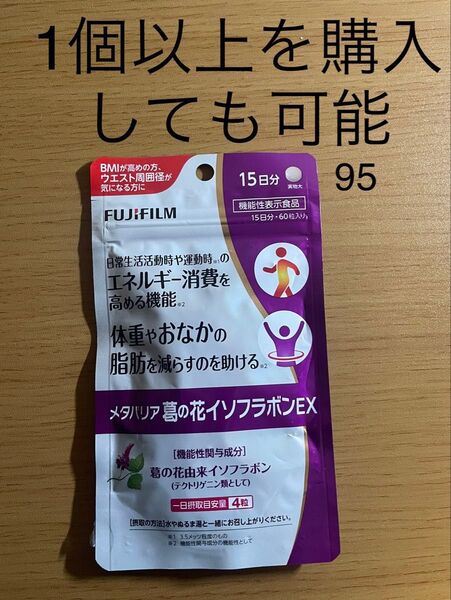 1個以上を購入
しても可能
95
BMIが高めの方、
ウエスト周囲径が
気になる方に
15日分
実物大
FUJIFILM
機能性表示食品
15日分・60粒入り
日常生活活動時や運動時※1の
エネルギー消費を
高める機能※2
体重やおなかの
脂肪を減らすのを助ける※2
メタバリア 葛の花イソフラボンEX
[機能性関与成分]
葛の花由来イソフラボン
(テクトリゲニン類として)
一日摂取目安量 4粒
[摂取の方法]水やぬるま湯と一緒にお召し上がりください。
※1 3.5メッツ程度のもの
※2 機能性関与成分の機能性として